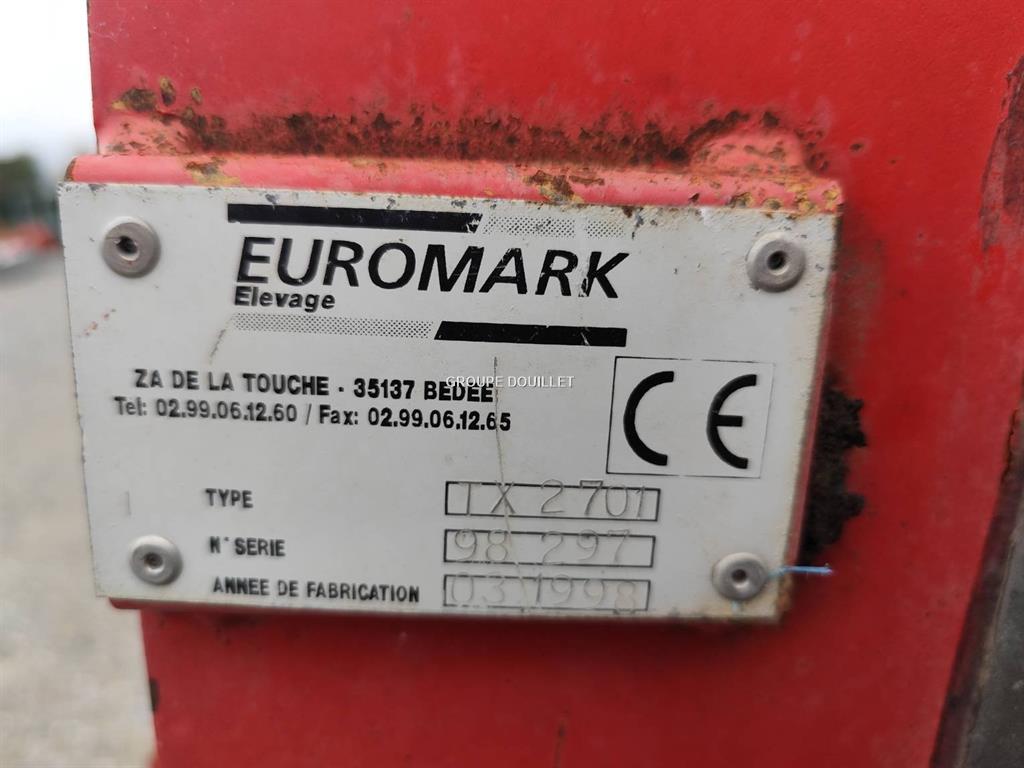 EUROMARK
Elevage
ZA DE LA TOUCHE - 35137 BEDEE
GROUPE DOUILLET
Tel: 02.99.06.12.60 / Fax: 02.99.06.12.65
CE
TYPE TX 2701
N° SERIE 98 297
ANNEE DE FABRICATION 03 1998